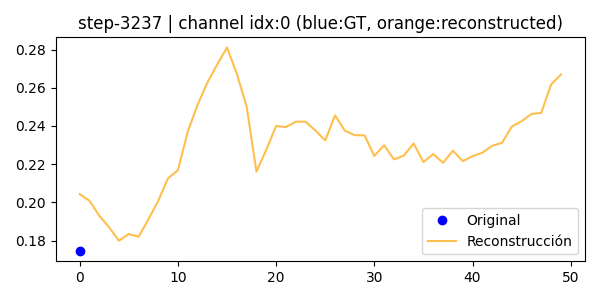 step-3237 | channel idx:0 (blue:GT, orange:reconstructed)
0.28
0.26
0.24
0.22
0.20
0.18
0 10 20 30 40 50
Original
Reconstrucción